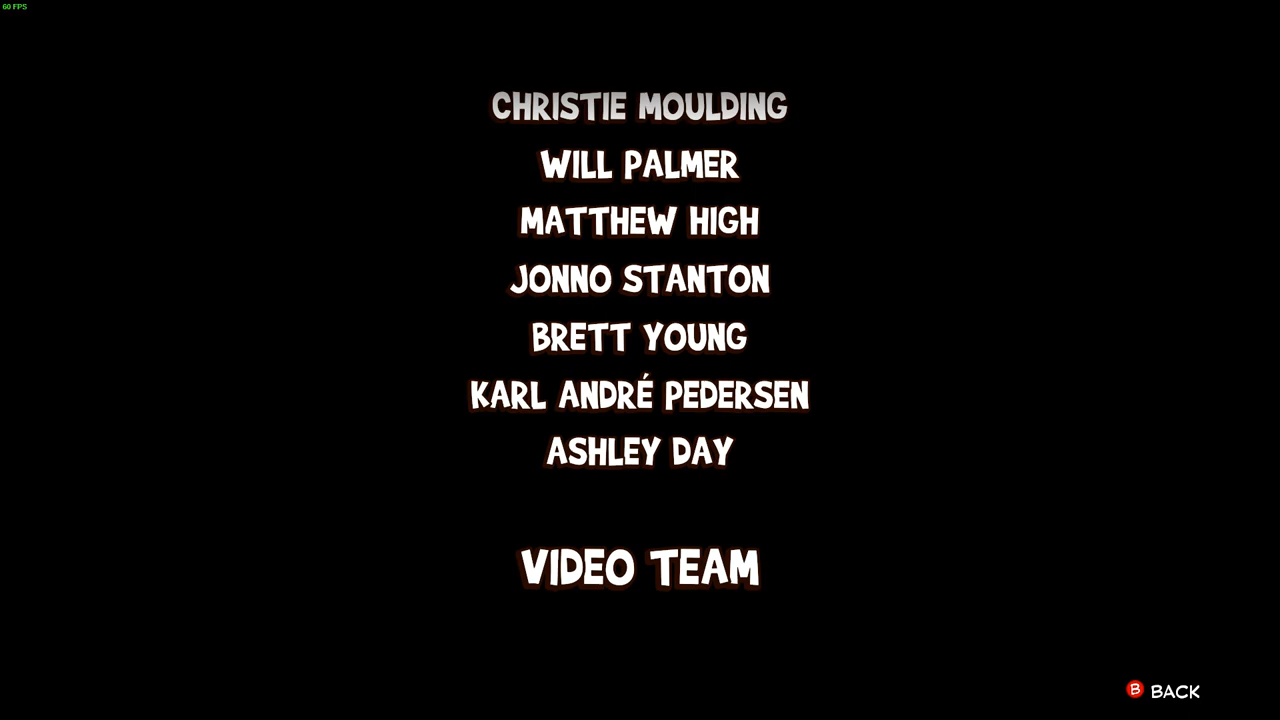 60 FPS
CHRISTIE MOULDING
WILL PALMER
MATTHEW HIGH
JONNO STANTON
BRETT YOUNG
KARL ANDRÉ PEDERSEN
ASHLEY DAY
VIDEO TEAM
B BACK